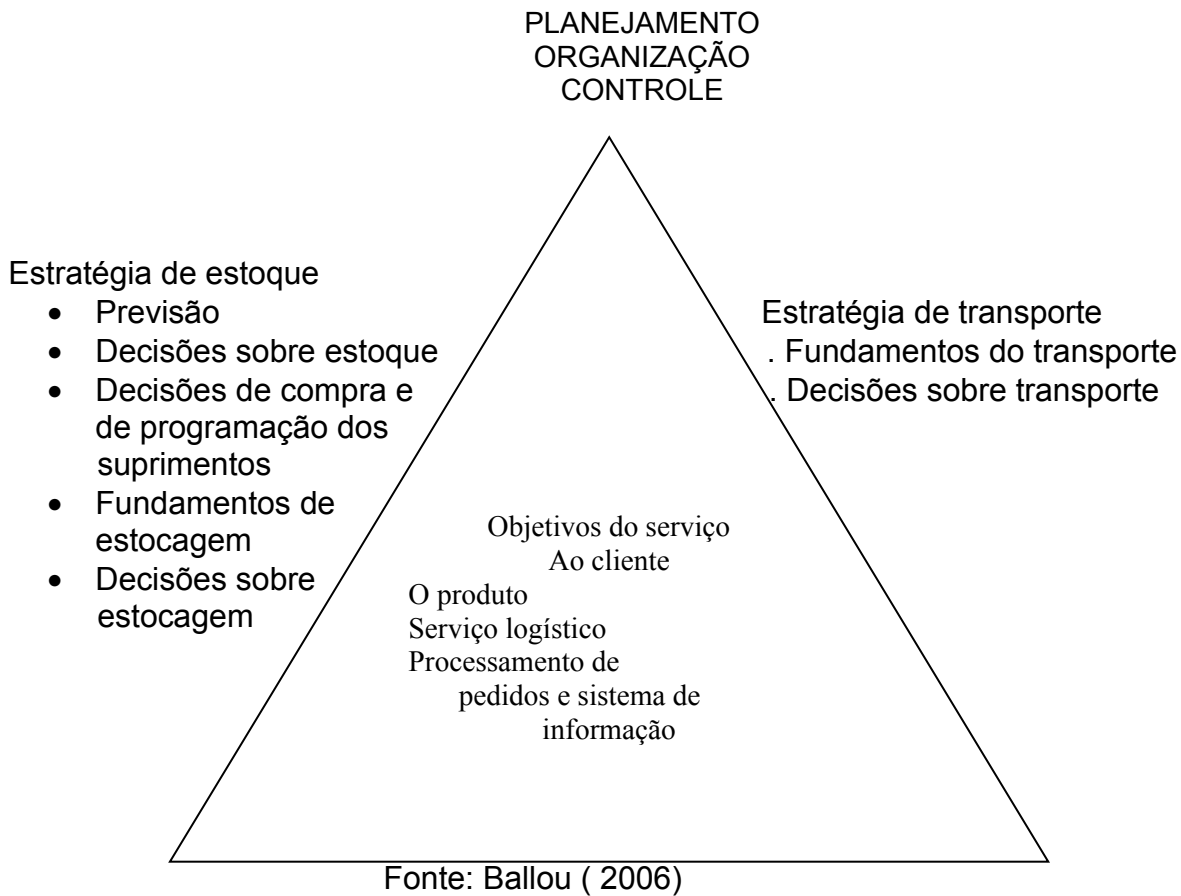 PLANEJAMENTO
ORGANIZAÇÃO
CONTROLE
Estratégia de estoque
• Previsão
• Decisões sobre estoque
• Decisões de compra e
de programação dos
suprimentos
• Fundamentos de
estocagem
• Decisões sobre
estocagem
Estratégia de transporte
. Fundamentos do transporte
. Decisões sobre transporte
Objetivos do serviço
Ao cliente
O produto
Serviço logístico
Processamento de
pedidos e sistema de
informação
Fonte: Ballou ( 2006)